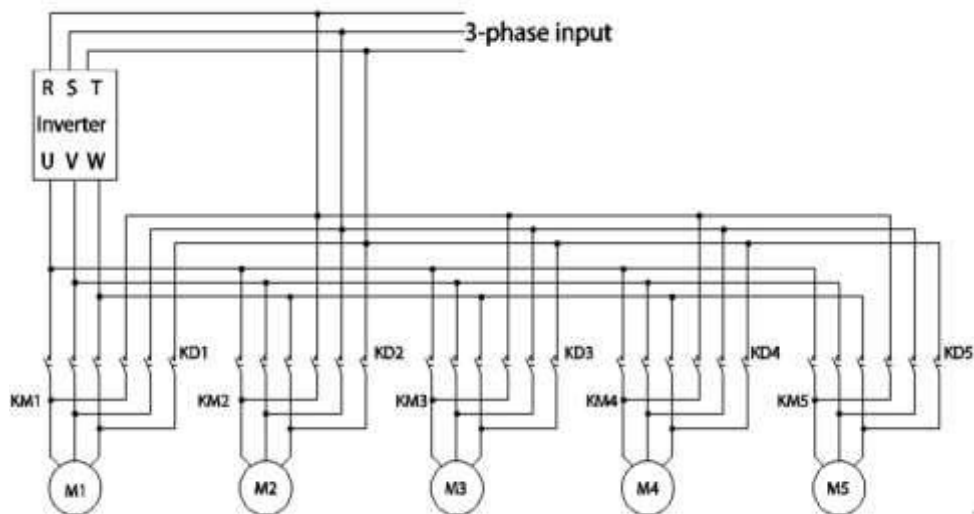 3-phase input
R S T
Inverter
U V W
KD1
KD2
KD3
KD4
KD5
KM1
KM2
KM3
KM4
KM5
M1
M2
M3
M4
M5